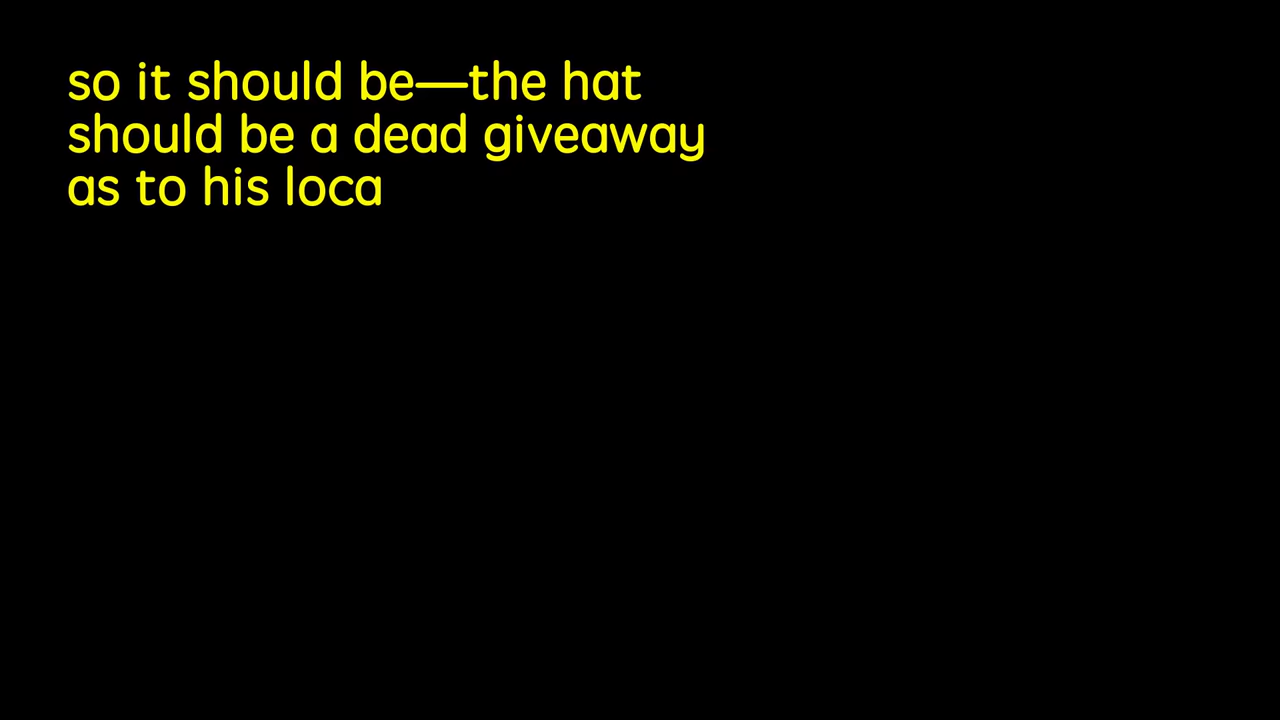 so it should be—the hat
should be a dead giveaway
as to his loca